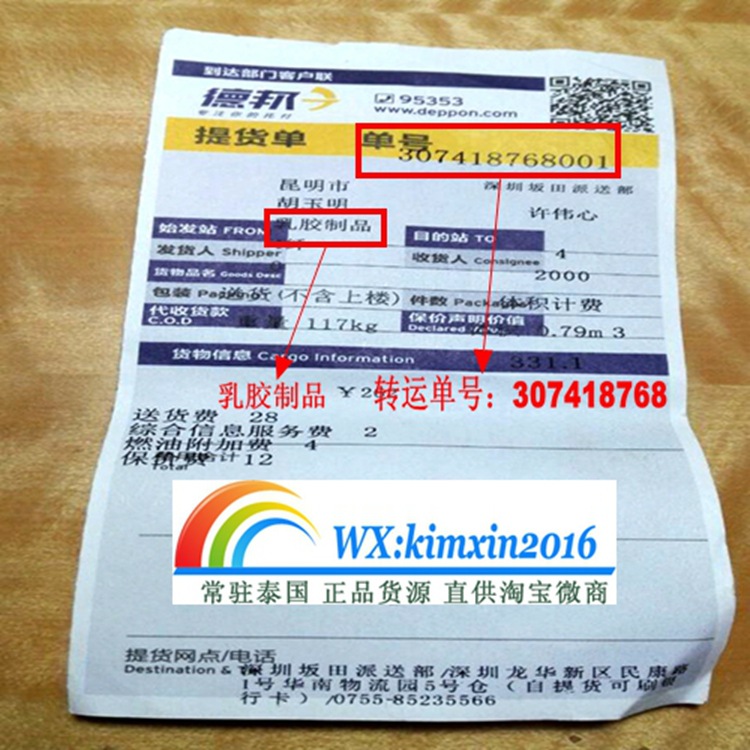 到达部门客户联
德邦
专注你的托付
95353
www.deppon.com
提货单 单号
307418768001
昆明市 深圳坂田派送部
胡玉明 许伟心
乳胶制品
始发站 FROM 目的站 TO
发货人 Shipper 收货人 Consignee 4
货物品名 Goods Desc 2000
包装 送货(不含上楼) 件数 体积计费
代收货款 C.O.D 重量 117kg 保价声明价值 0.79m3
货物信息 Cargo Information 331.1
乳胶制品 转运单号：307418768
送货费 28
综合信息服务费 2
燃油附加费 4
保价费 12
Total
WX:kimxin2016
常驻泰国 正品货源 直供淘宝微商
提货网点/电话
Destination & 深圳坂田派送部/深圳龙华新区民康路
1号华南物流园5号仓（自提货可刷银
行卡）/0755-85235566